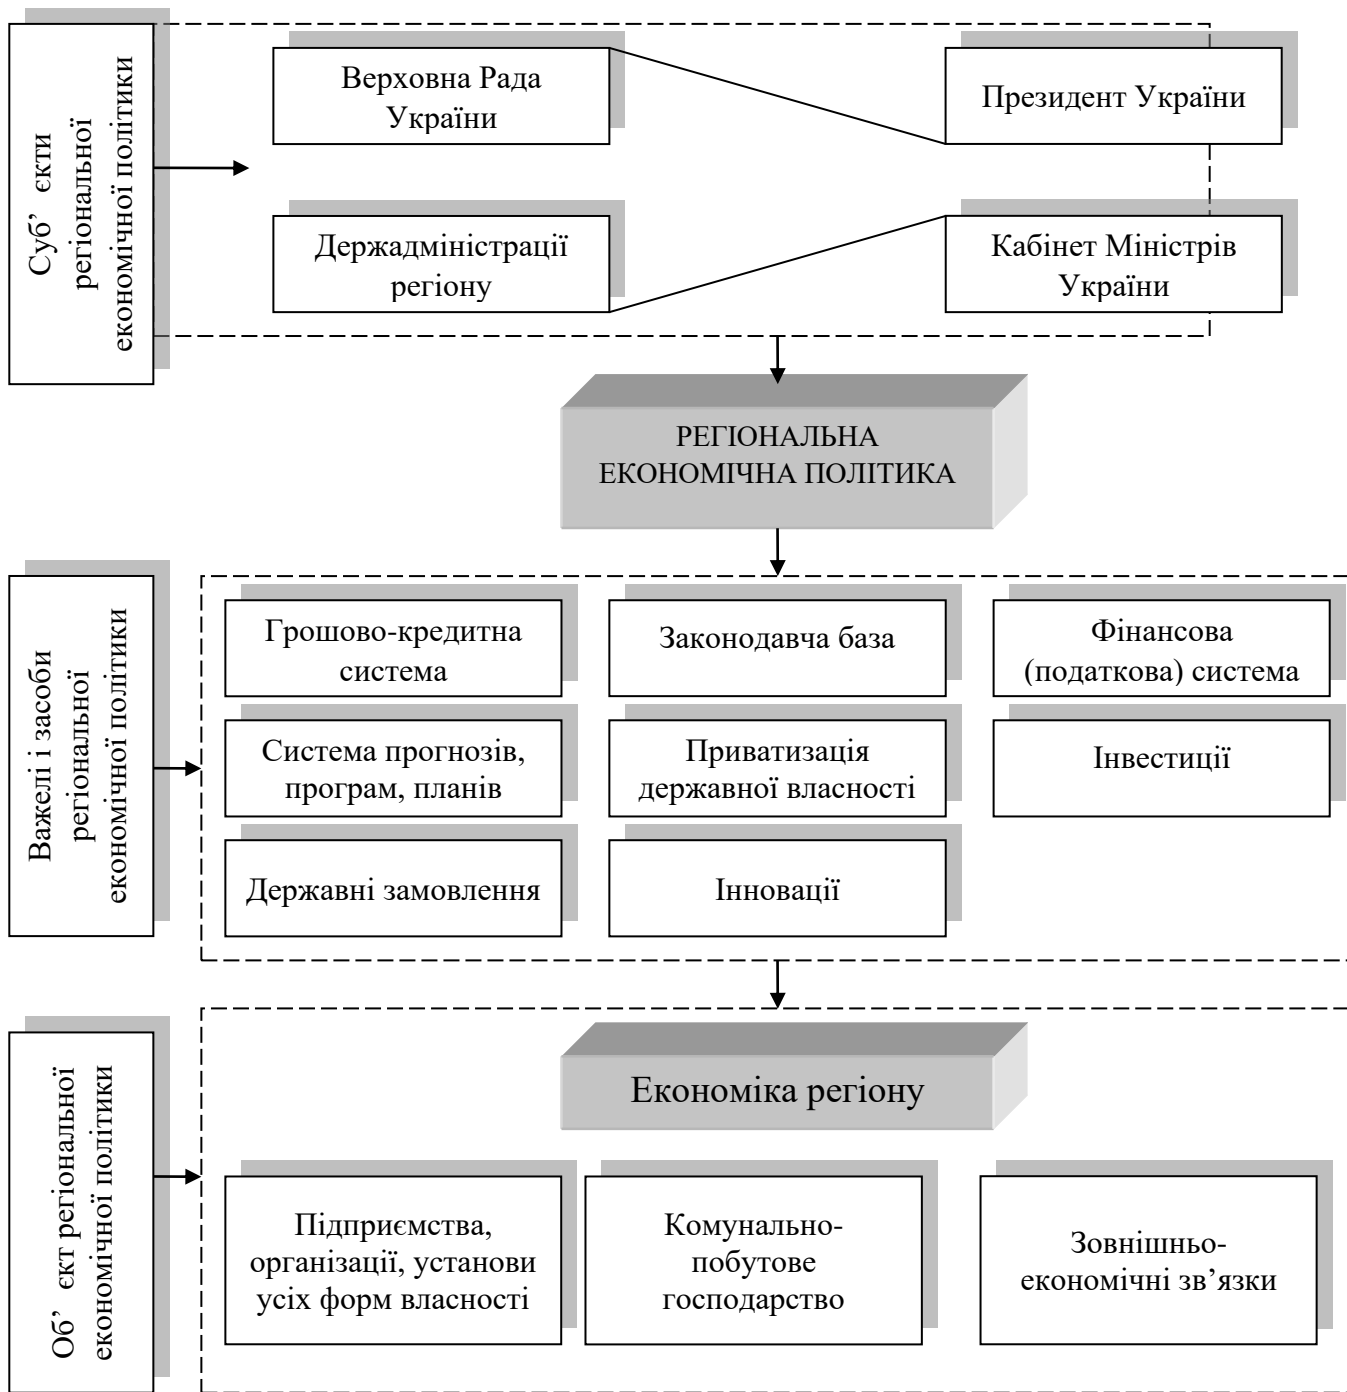 Суб’ єкти
регіональної
економічної політики
Верховна Рада
України
Президент України
Держадміністрації
регіону
Кабінет Міністрів
України
РЕГІОНАЛЬНА
ЕКОНОМІЧНА ПОЛІТИКА
Важелі і засоби
регіональної
економічної політики
Грошово-кредитна
система
Законодавча база
Фінансова
(податкова) система
Система прогнозів,
програм, планів
Приватизація
державної власності
Інвестиції
Державні замовлення
Інновації
Об’ єкт регіональної
економічної політики
Економіка регіону
Підприємства,
організації, установи
усіх форм власності
Комунально-
побутове
господарство
Зовнішньо-
економічні зв’язки